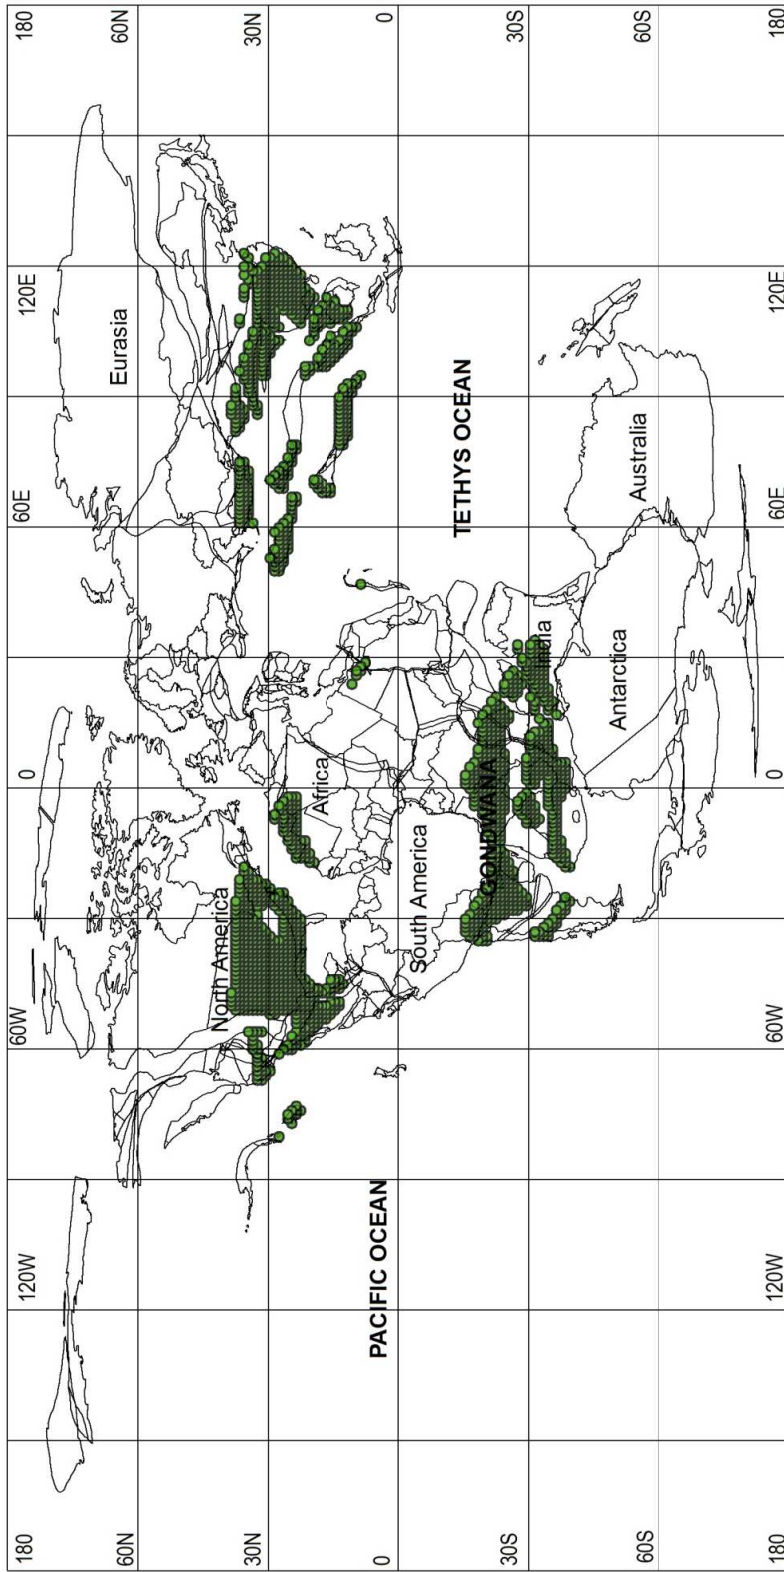 180 120W 60W 0 60E 120E 180
60N Eurasia 60N
North America
30N 30N
Africa
PACIFIC OCEAN
0 0
South America
TETHYS OCEAN
GONDWANA
30S 30S
India
Antarctica
Australia
60S 60S
180 120W 60W 0 60E 120E 180